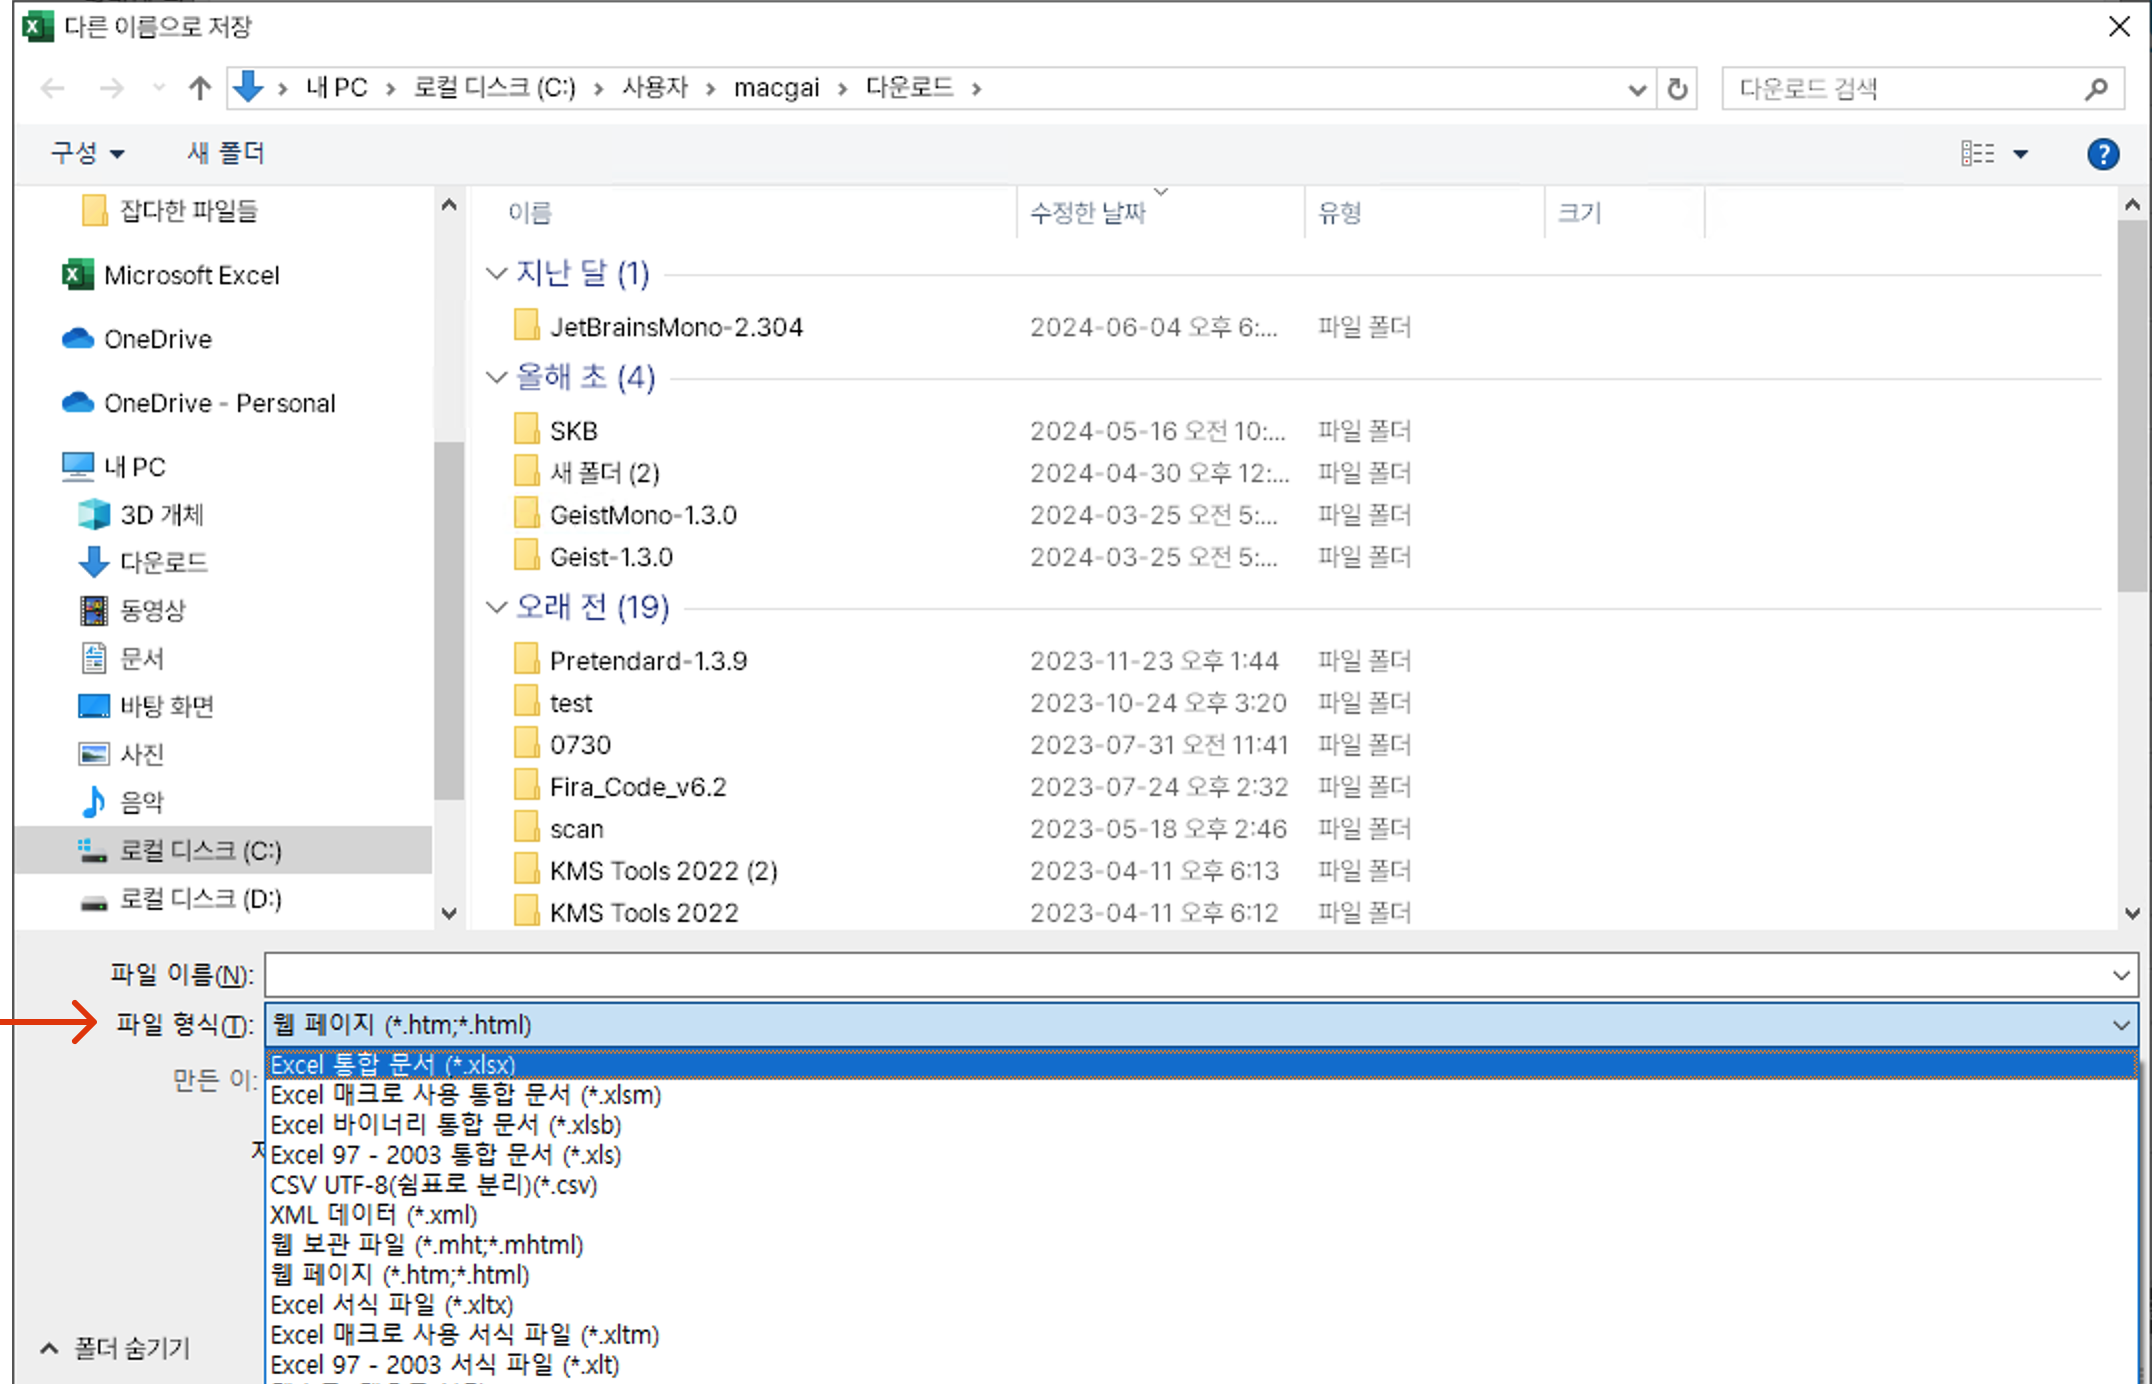 다른 이름으로 저장
내 PC
로컬 디스크 (C:)
사용자
macgai
다운로드
다운로드 검색
구성
새 폴더
잡다한 파일들
Microsoft Excel
OneDrive
OneDrive - Personal
내 PC
3D 개체
다운로드
동영상
문서
바탕 화면
사진
음악
로컬 디스크 (C:)
로컬 디스크 (D:)
이름 수정한 날짜 유형 크기
지난 달 (1)
JetBrainsMono-2.304 2024-06-04 오후 6:... 파일 폴더
올해 초 (4)
SKB 2024-05-16 오전 10:... 파일 폴더
새 폴더 (2) 2024-04-30 오후 12:... 파일 폴더
GeistMono-1.3.0 2024-03-25 오전 5:... 파일 폴더
Geist-1.3.0 2024-03-25 오전 5:... 파일 폴더
오래 전 (19)
Pretendard-1.3.9 2023-11-23 오후 1:44 파일 폴더
test 2023-10-24 오후 3:20 파일 폴더
0730 2023-07-31 오전 11:41 파일 폴더
Fira_Code_v6.2 2023-07-24 오후 2:32 파일 폴더
scan 2023-05-18 오후 2:46 파일 폴더
KMS Tools 2022 (2) 2023-04-11 오후 6:13 파일 폴더
KMS Tools 2022 2023-04-11 오후 6:12 파일 폴더
파일 이름(N):
파일 형식(T): 웹 페이지 (*.htm;*.html)
만든 이:
Excel 통합 문서 (*.xlsx)
Excel 매크로 사용 통합 문서 (*.xlsm)
Excel 바이너리 통합 문서 (*.xlsb)
Excel 97 - 2003 통합 문서 (*.xls)
CSV UTF-8(쉼표로 분리)(*.csv)
XML 데이터 (*.xml)
웹 보관 파일 (*.mht;*.mhtml)
웹 페이지 (*.htm;*.html)
Excel 서식 파일 (*.xltx)
Excel 매크로 사용 서식 파일 (*.xltm)
Excel 97 - 2003 서식 파일 (*.xlt)
폴더 숨기기